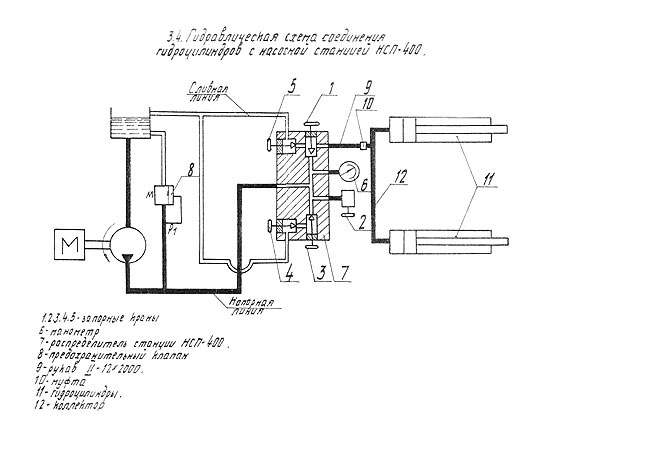 3.4. Гидравлическая схема соединения
гидроцилиндров с насосной станцией НСП-400.
Сливная
линия
5
1
9
10
8
М
P1
6
2
12
11
М
4
3
7
Напорная
линия
1.2.3.4.5- запорные краны
6- манометр
7- распределитель станции НСП-400.
8- предохранительный клапан
9- рукав II-12/2000.
10- муфта
11- гидроцилиндры.
12- коллектор